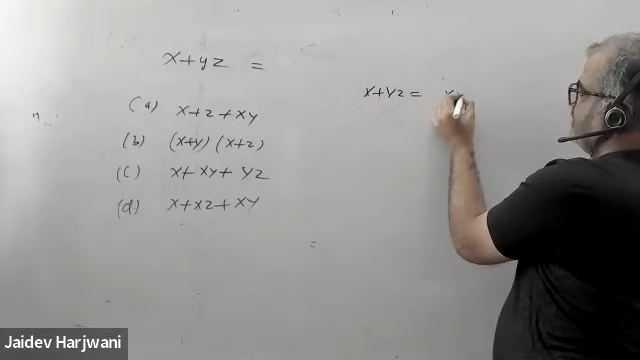 x+yz =
(a) x+z+xy
(b) (x+y) (x+z)
(c) x+xy+yz
(d) x+xz+xy
x+yz =
=
Jaidev Harjwani